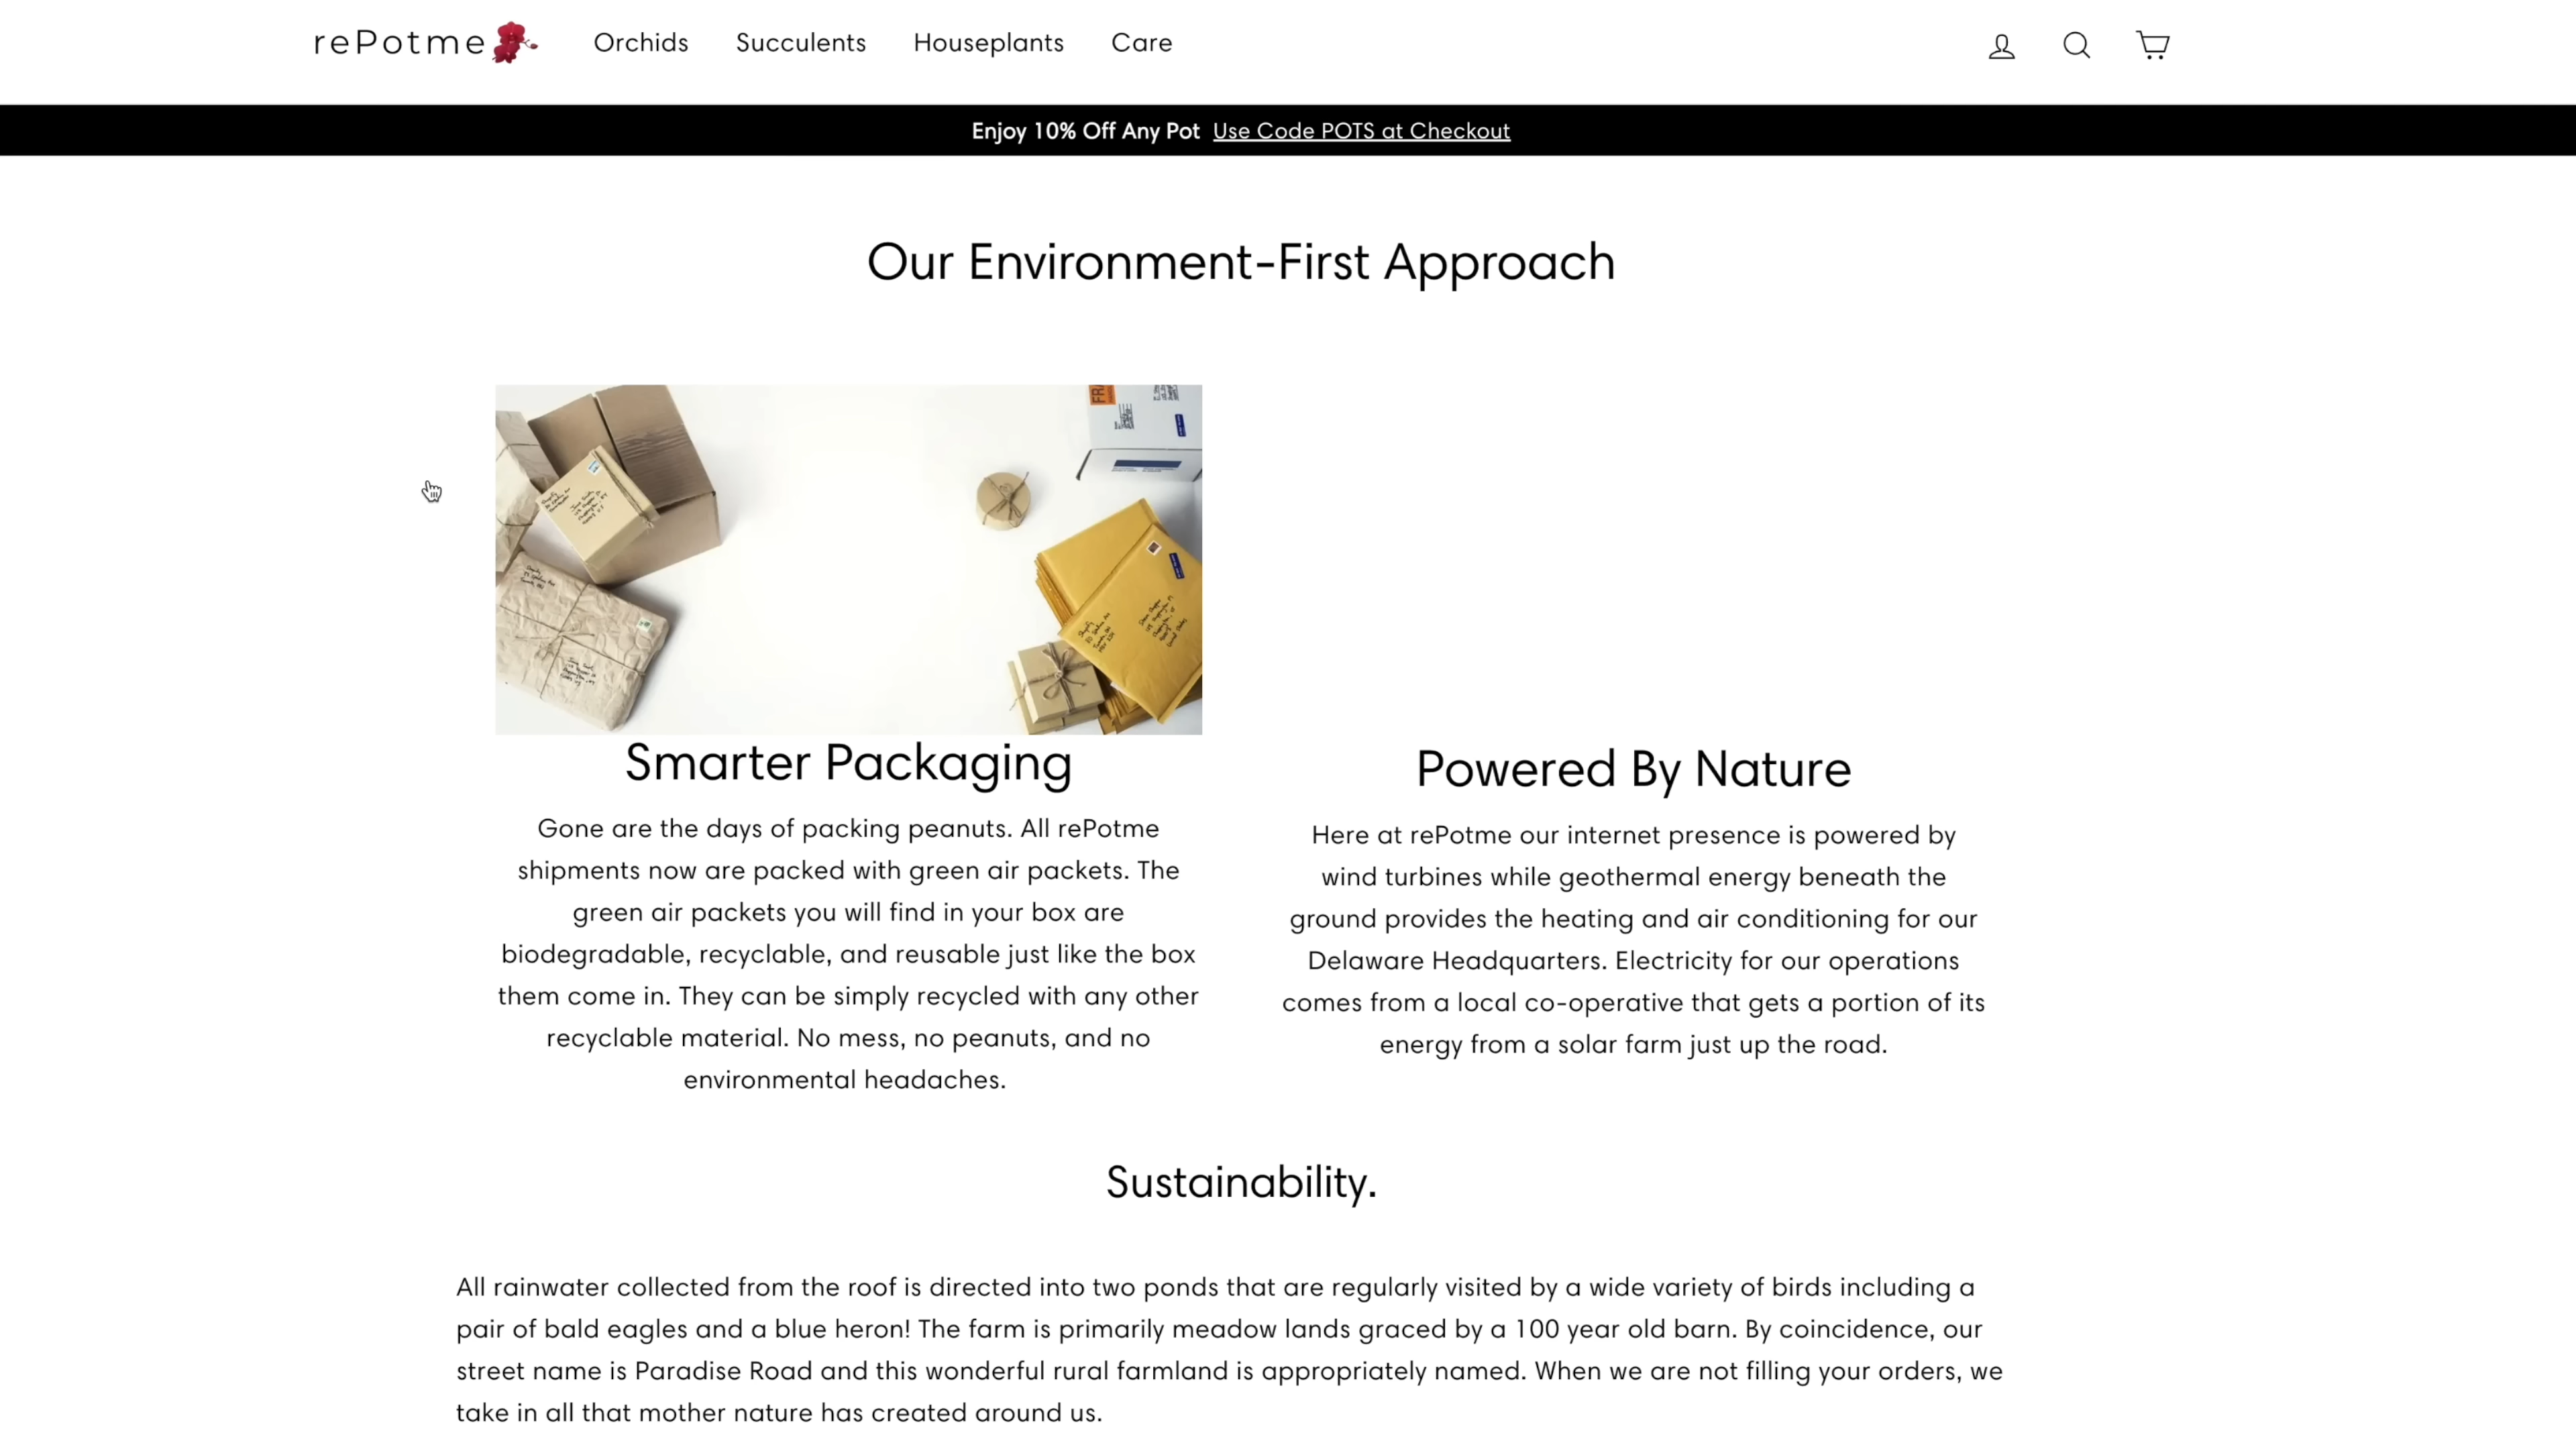 rePotme Orchids Succulents Houseplants Care
Enjoy 10% Off Any Pot Use Code POTS at Checkout
Our Environment-First Approach
Smarter Packaging
Gone are the days of packing peanuts. All rePotme
shipments now are packed with green air packets. The
green air packets you will find in your box are
biodegradable, recyclable, and reusable just like the box
them come in. They can be simply recycled with any other
recyclable material. No mess, no peanuts, and no
environmental headaches.
Powered By Nature
Here at rePotme our internet presence is powered by
wind turbines while geothermal energy beneath the
ground provides the heating and air conditioning for our
Delaware Headquarters. Electricity for our operations
comes from a local co-operative that gets a portion of its
energy from a solar farm just up the road.
Sustainability.
All rainwater collected from the roof is directed into two ponds that are regularly visited by a wide variety of birds including a
pair of bald eagles and a blue heron! The farm is primarily meadow lands graced by a 100 year old barn. By coincidence, our
street name is Paradise Road and this wonderful rural farmland is appropriately named. When we are not filling your orders, we
take in all that mother nature has created around us.